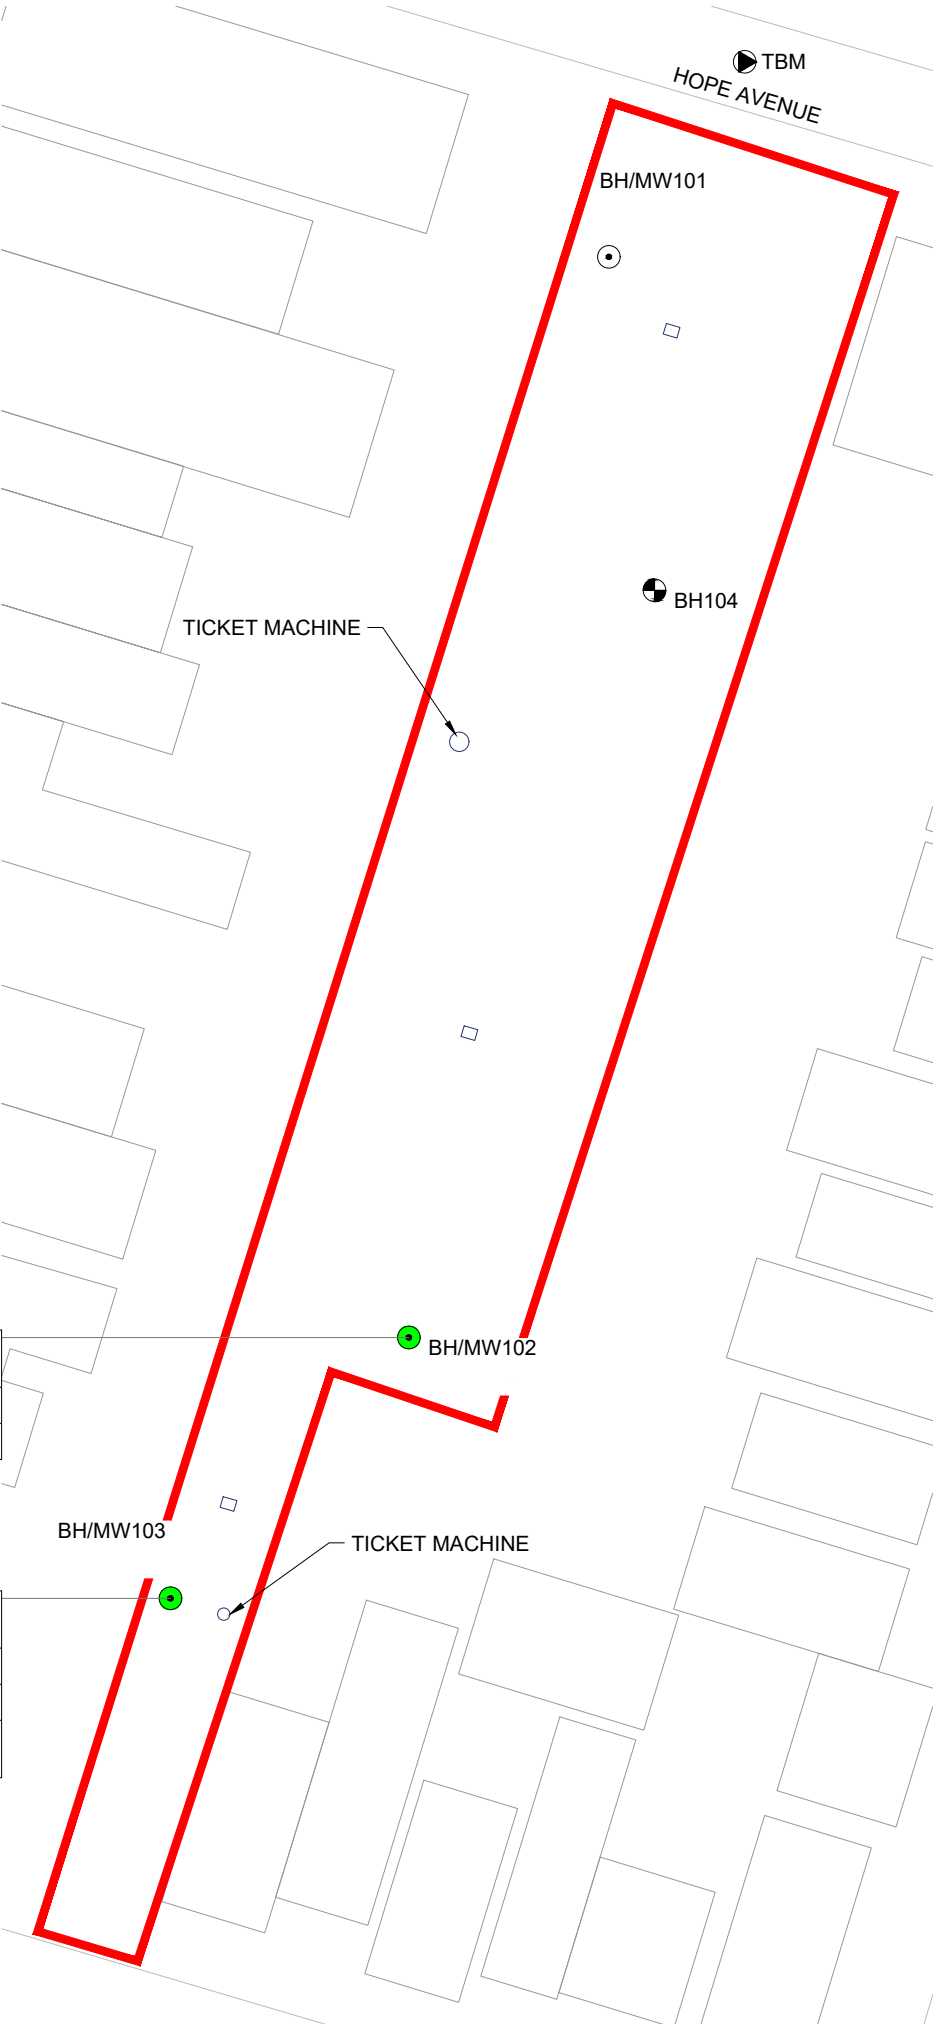 TBM
HOPE AVENUE
BH/MW101
BH104
TICKET MACHINE
BH/MW102
BH/MW103
TICKET MACHINE